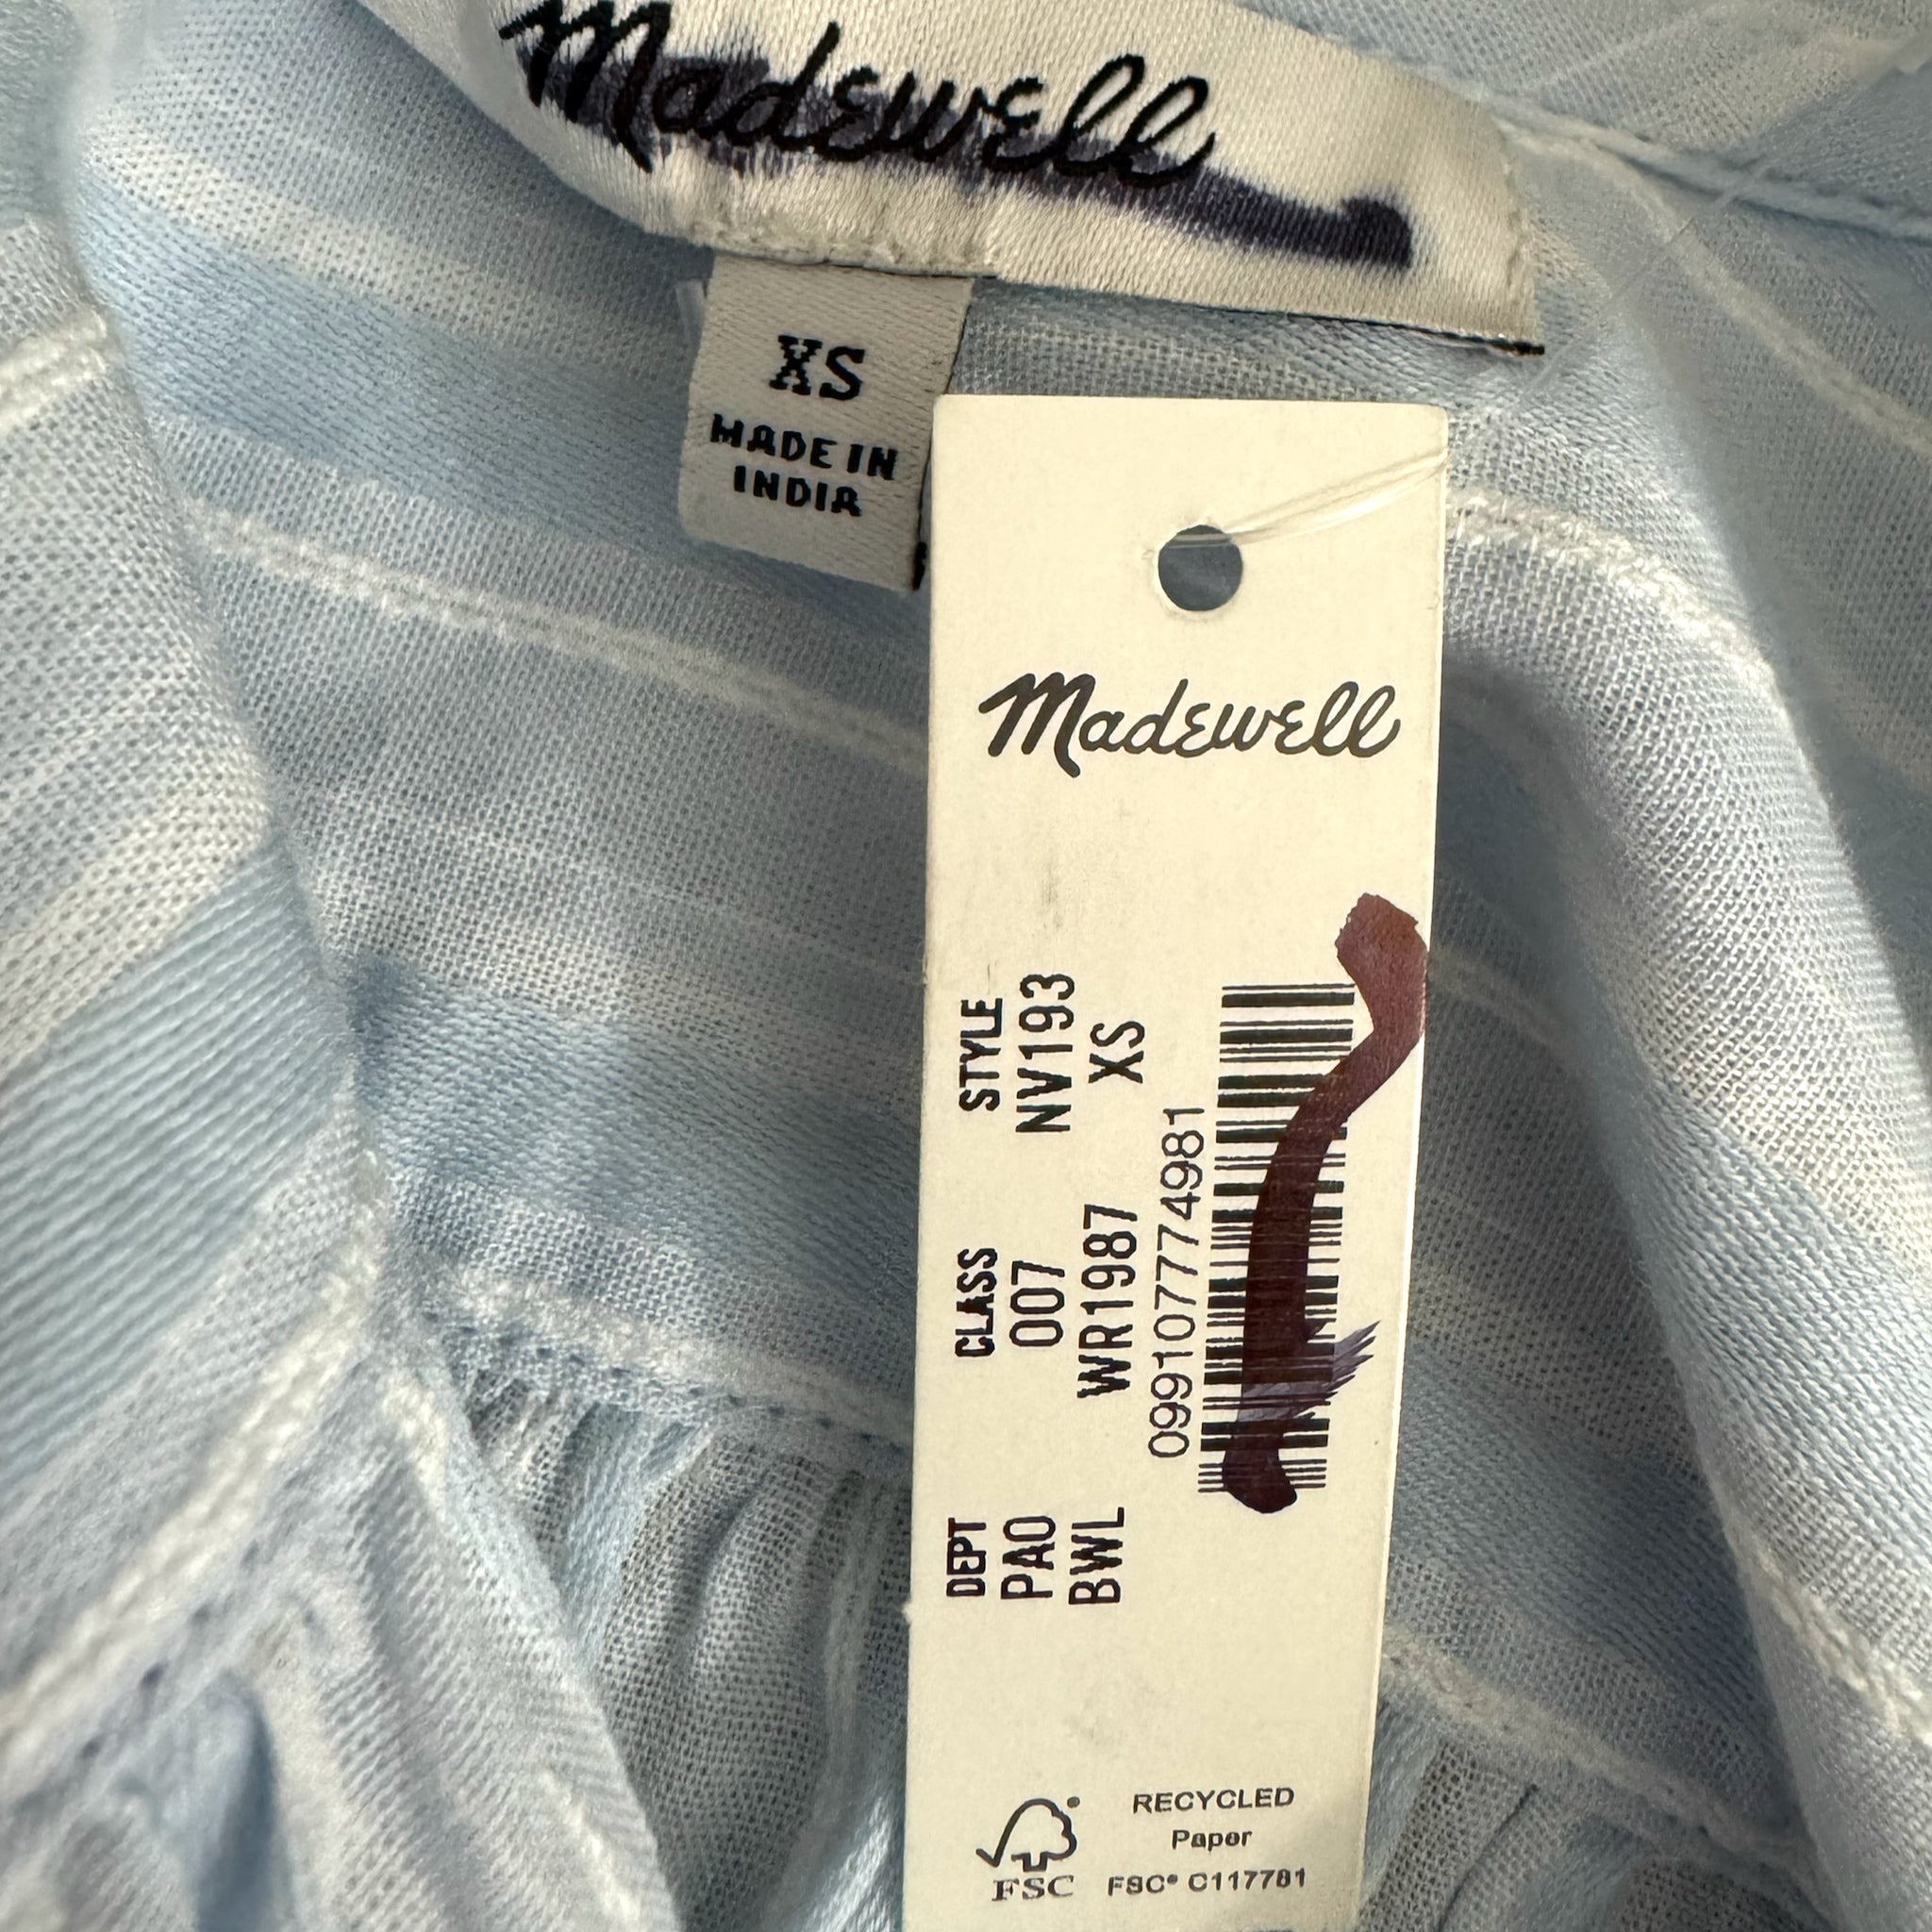 Madewell
XS
MADE IN
INDIA
Madewell
DEPT CLASS STYLE
PA0 007 NV193
BWL WR1987 XS
099107774981
FSC
RECYCLED
Paper
FSC® C117781